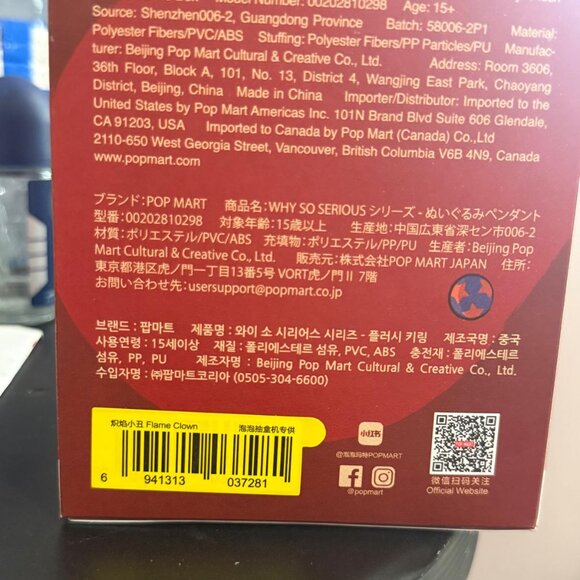 Model Number: 00202810298 Age: 15+
Source: Shenzhen006-2, Guangdong Province Batch: 58006-2P1 Material:
Polyester Fibers/PVC/ABS Stuffing: Polyester Fibers/PP Particles/PU Manufac-
turer: Beijing Pop Mart Cultural & Creative Co., Ltd. Address: Room 3606,
36th Floor, Block A, 101, No. 13, District 4, Wangjing East Park, Chaoyang
District, Beijing, China Made in China Importer/Distributor: Imported to the
United States by Pop Mart Americas Inc. 101N Brand Blvd Suite 606 Glendale,
CA 91203, USA Imported to Canada by Pop Mart (Canada) Co.,Ltd
2110-650 West Georgia Street, Vancouver, British Columbia V6B 4N9, Canada
www.popmart.com
ブランド:POP MART 商品名:WHY SO SERIOUS シリーズ - ぬいぐるみペンダント
型番:00202810298 対象年齢:15歳以上 生産地:中国広東省深セン市006-2
材質:ポリエステル/PVC/ABS 充填物:ポリエステル/PP/PU 生産者:Beijing Pop
Mart Cultural & Creative Co., Ltd. 販売元:株式会社POP MART JAPAN 住所:
東京都港区虎ノ門一丁目13番5号 VORT虎ノ門 II 7階
お問い合わせ先:usersupport@popmart.co.jp
브랜드 : 팝마트 제품명 : 와이 소 시리어스 시리즈 - 플러시 키링 제조국명 : 중국
사용연령 : 15세이상 재질 : 폴리에스테르 섬유, PVC, ABS 충전재 : 폴리에스테르
섬유, PP, PU 제조자명 : Beijing Pop Mart Cultural & Creative Co., Ltd.
수입자명 : ㈜팝마트코리아 (0505-304-6600)
炽焰小丑 Flame Clown 泡泡抽盒机专供
6 941313 037281
小红书
@泡泡玛特POPMART
@popmart
微信扫码关注
Official Website